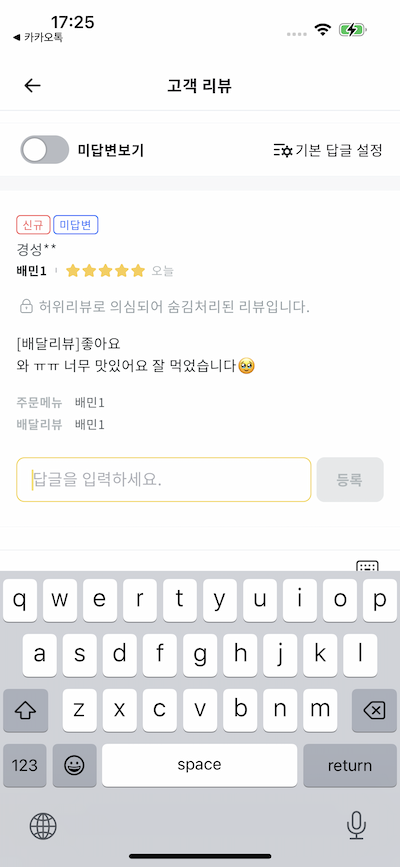 17:25
◀ 카카오톡
고객 리뷰
미답변보기
기본 답글 설정
신규 미답변
경성**
배민1 오늘
허위리뷰로 의심되어 숨김처리된 리뷰입니다.
[배달리뷰]좋아요
와 ㅠㅠ 너무 맛있어요 잘 먹었습니다🥹
주문메뉴 배민1
배달리뷰 배민1
답글을 입력하세요. 등록
q w e r t y u i o p
a s d f g h j k l
z x c v b n m
123 space return